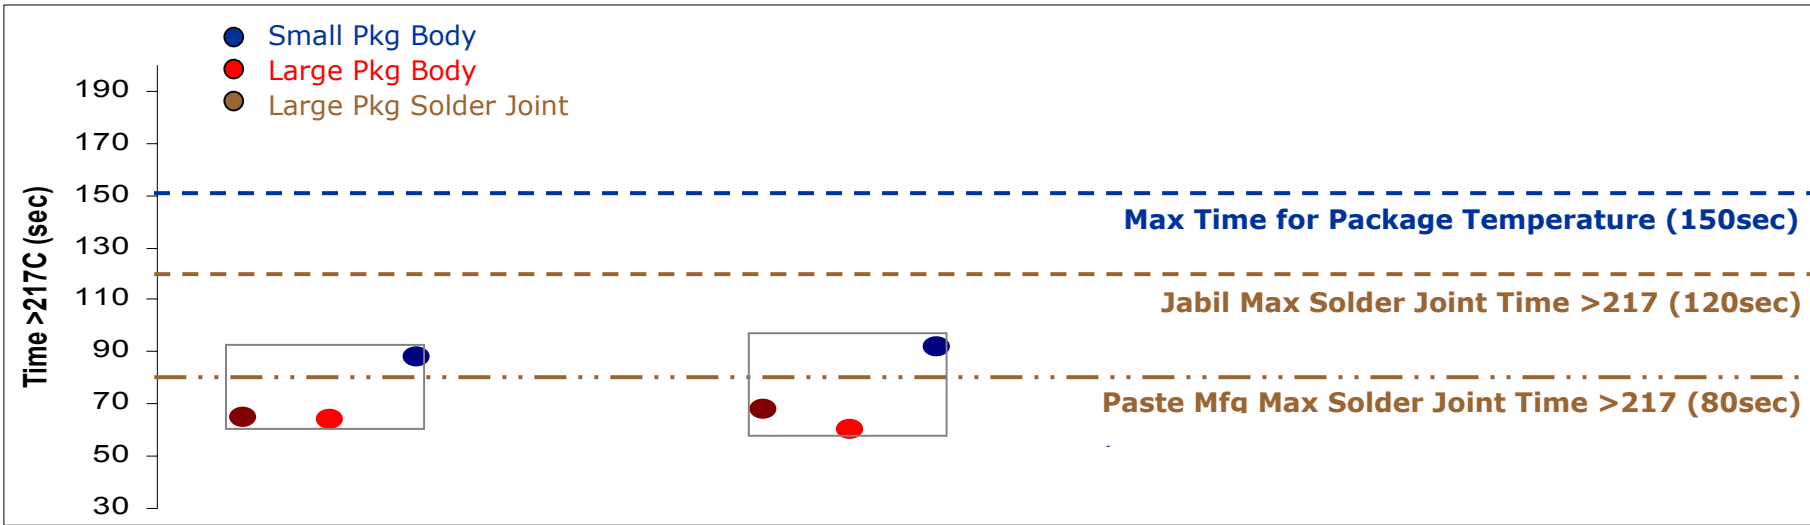 Small Pkg Body
Large Pkg Body
Large Pkg Solder Joint
Time >217C (sec)
190
170
150
130
110
90
70
50
30
Max Time for Package Temperature (150sec)
Jabil Max Solder Joint Time >217 (120sec)
Paste Mfg Max Solder Joint Time >217 (80sec)